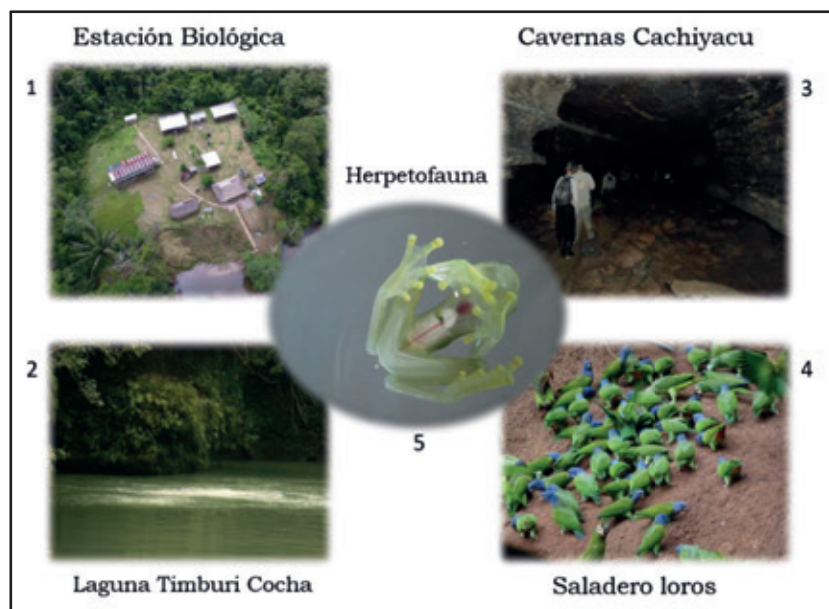 Estación Biológica
Cavernas Cachiyacu
1
3
Herpetofauna
2
4
5
Laguna Timburi Cocha
Saladero loros